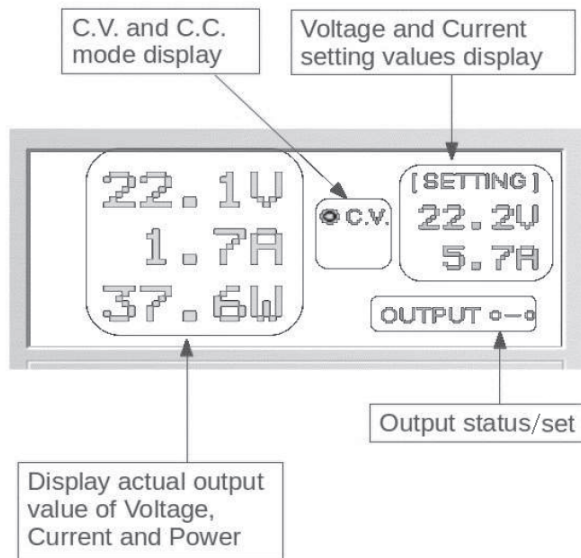 C.V. and C.C.
mode display
Voltage and Current
setting values display
22.1V
1.7A
37.6W
C.V.
[SETTING]
22.2V
5.7A
OUTPUT
Output status/set
Display actual output
value of Voltage,
Current and Power